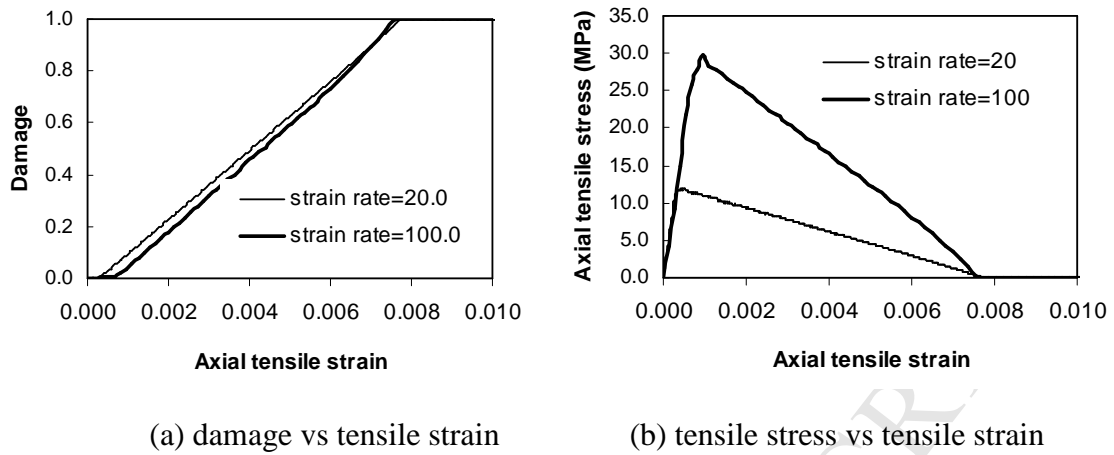 1.0
0.8
0.6
0.4
0.2
0.0
0.000 0.002 0.004 0.006 0.008 0.010
Damage
Axial tensile strain
strain rate=20.0
strain rate=100.0
(a) damage vs tensile strain
35.0
30.0
25.0
20.0
15.0
10.0
5.0
0.0
0.000 0.002 0.004 0.006 0.008 0.010
Axial tensile stress (MPa)
Axial tensile strain
strain rate=20
strain rate=100
(b) tensile stress vs tensile strain